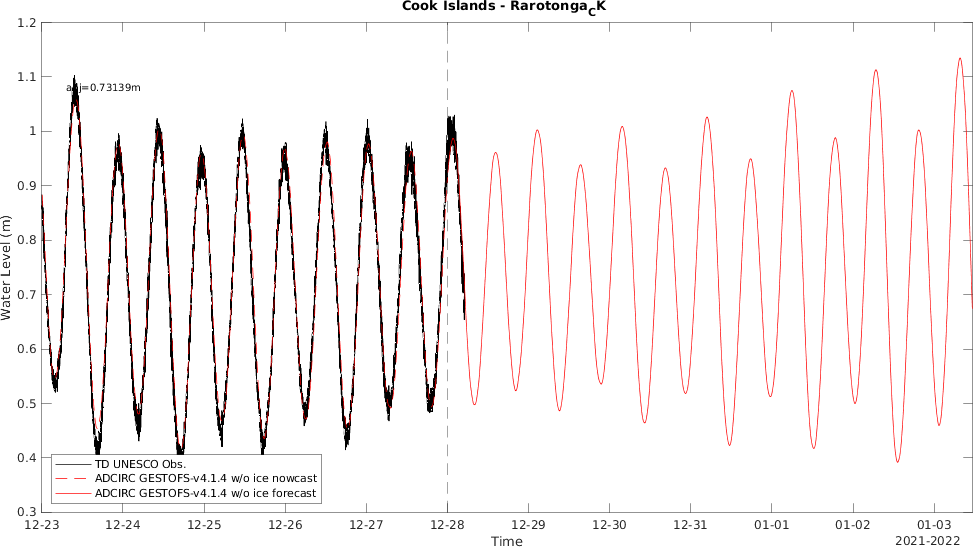 Cook Islands - Rarotonga_CK
1.2
1.1
1
0.9
0.8
0.7
0.6
0.5
0.4
0.3
Water Level (m)
adj=0.73139m
TD UNESCO Obs.
ADCIRC GESTOFS-v4.1.4 w/o ice nowcast
ADCIRC GESTOFS-v4.1.4 w/o ice forecast
12-23 12-24 12-25 12-26 12-27 12-28 12-29 12-30 12-31 01-01 01-02 01-03
Time
2021-2022